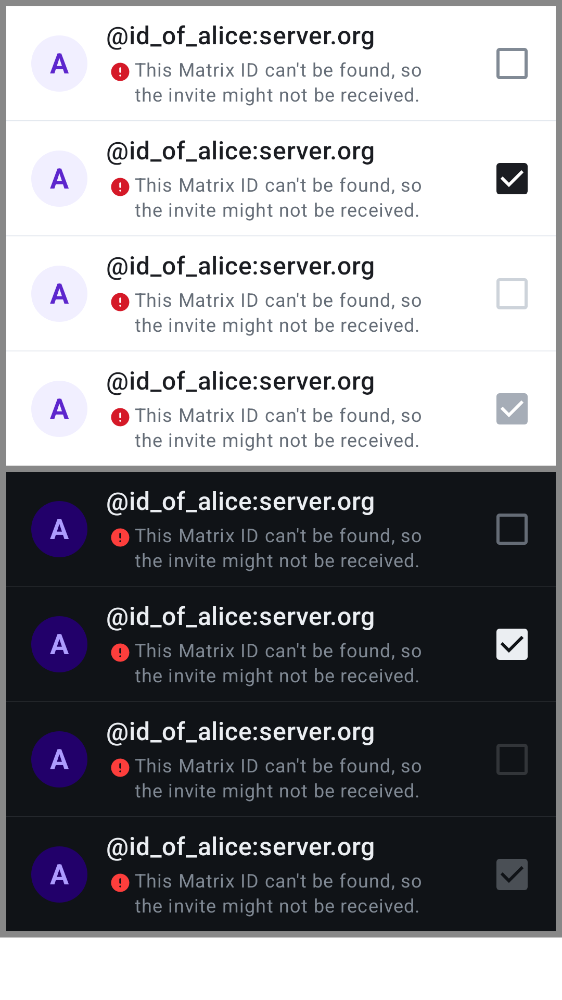 A
@id_of_alice:server.org
This Matrix ID can't be found, so
the invite might not be received.
A
@id_of_alice:server.org
This Matrix ID can't be found, so
the invite might not be received.
A
@id_of_alice:server.org
This Matrix ID can't be found, so
the invite might not be received.
A
@id_of_alice:server.org
This Matrix ID can't be found, so
the invite might not be received.
A
@id_of_alice:server.org
This Matrix ID can't be found, so
the invite might not be received.
A
@id_of_alice:server.org
This Matrix ID can't be found, so
the invite might not be received.
A
@id_of_alice:server.org
This Matrix ID can't be found, so
the invite might not be received.
A
@id_of_alice:server.org
This Matrix ID can't be found, so
the invite might not be received.